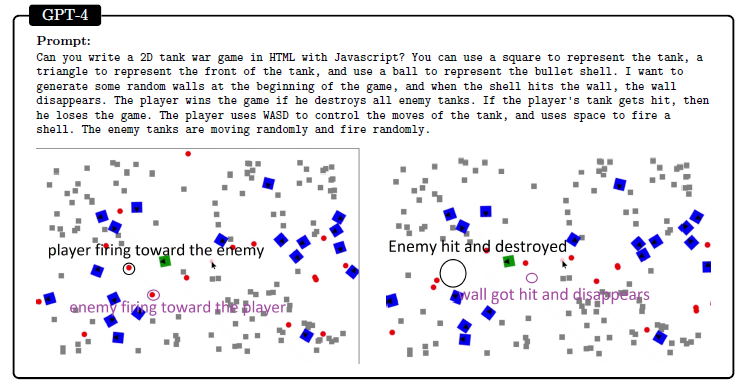 GPT-4
Prompt:
Can you write a 2D tank war game in HTML with Javascript? You can use a square to represent the tank, a
triangle to represent the front of the tank, and use a ball to represent the bullet shell. I want to
generate some random walls at the beginning of the game, and when the shell hits the wall, the wall
disappears. The player wins the game if he destroys all enemy tanks. If the player's tank gets hit, then
he loses the game. The player uses WASD to control the moves of the tank, and uses space to fire a
shell. The enemy tanks are moving randomly and fire randomly.
player firing toward the enemy
enemy firing toward the player
Enemy hit and destroyed
wall got hit and disappears